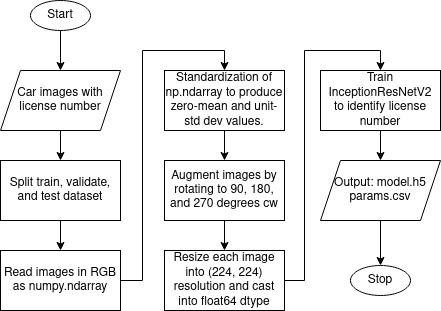 Start
Car images with
license number
Split train, validate,
and test dataset
Read images in RGB
as numpy.ndarray
Standardization of
np.ndarray to produce
zero-mean and unit-
std dev values.
Augment images by
rotating to 90, 180,
and 270 degrees cw
Resize each image
into (224, 224)
resolution and cast
into float64 dtype
Train
InceptionResNetV2
to identify license
number
Output: model.h5
params.csv
Stop